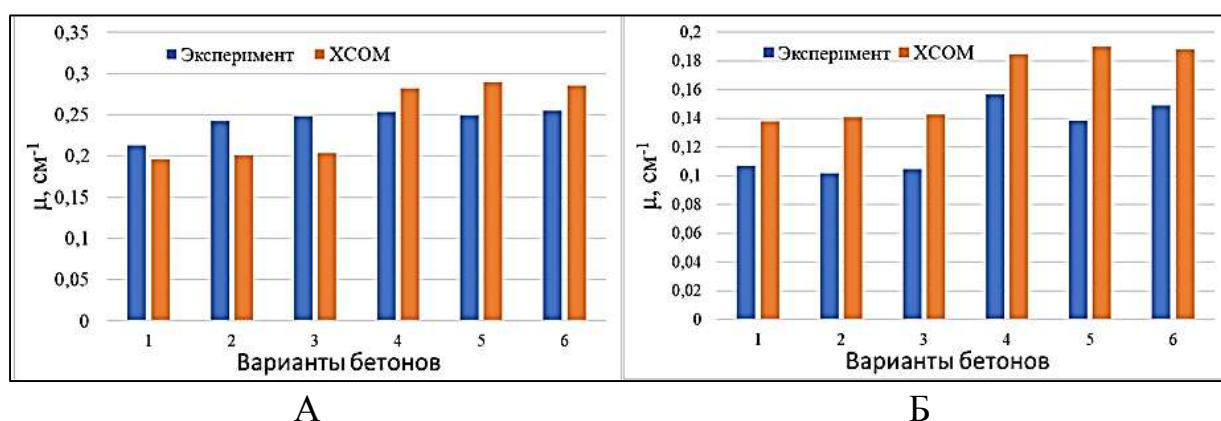 0,35
0,3
0,25
0,2
0,15
0,1
0,05
0
μ, см-1
Эксперимент XCOM
1 2 3 4 5 6
Варианты бетонов
А
0,2
0,18
0,16
0,14
0,12
0,1
0,08
0,06
0,04
0,02
0
μ, см-1
Эксперимент XCOM
1 2 3 4 5 6
Варианты бетонов
Б